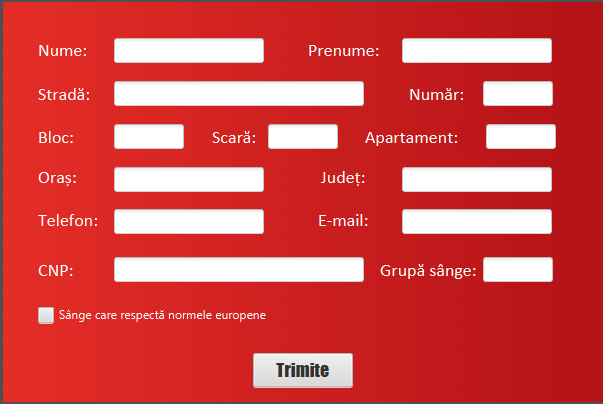 Nume: Prenume:
Stradă: Număr:
Bloc: Scară: Apartament:
Oraș: Județ:
Telefon: E-mail:
CNP: Grupă sânge:
Sânge care respectă normele europene
Trimite